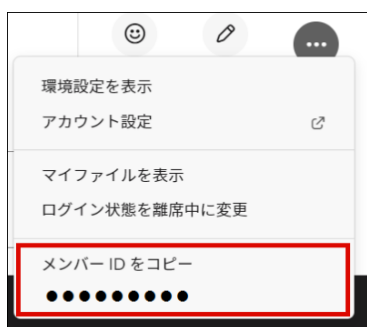 環境設定を表示
アカウント設定
マイファイルを表示
ログイン状態を離席中に変更
メンバー ID をコピー
●●●●●●●●●